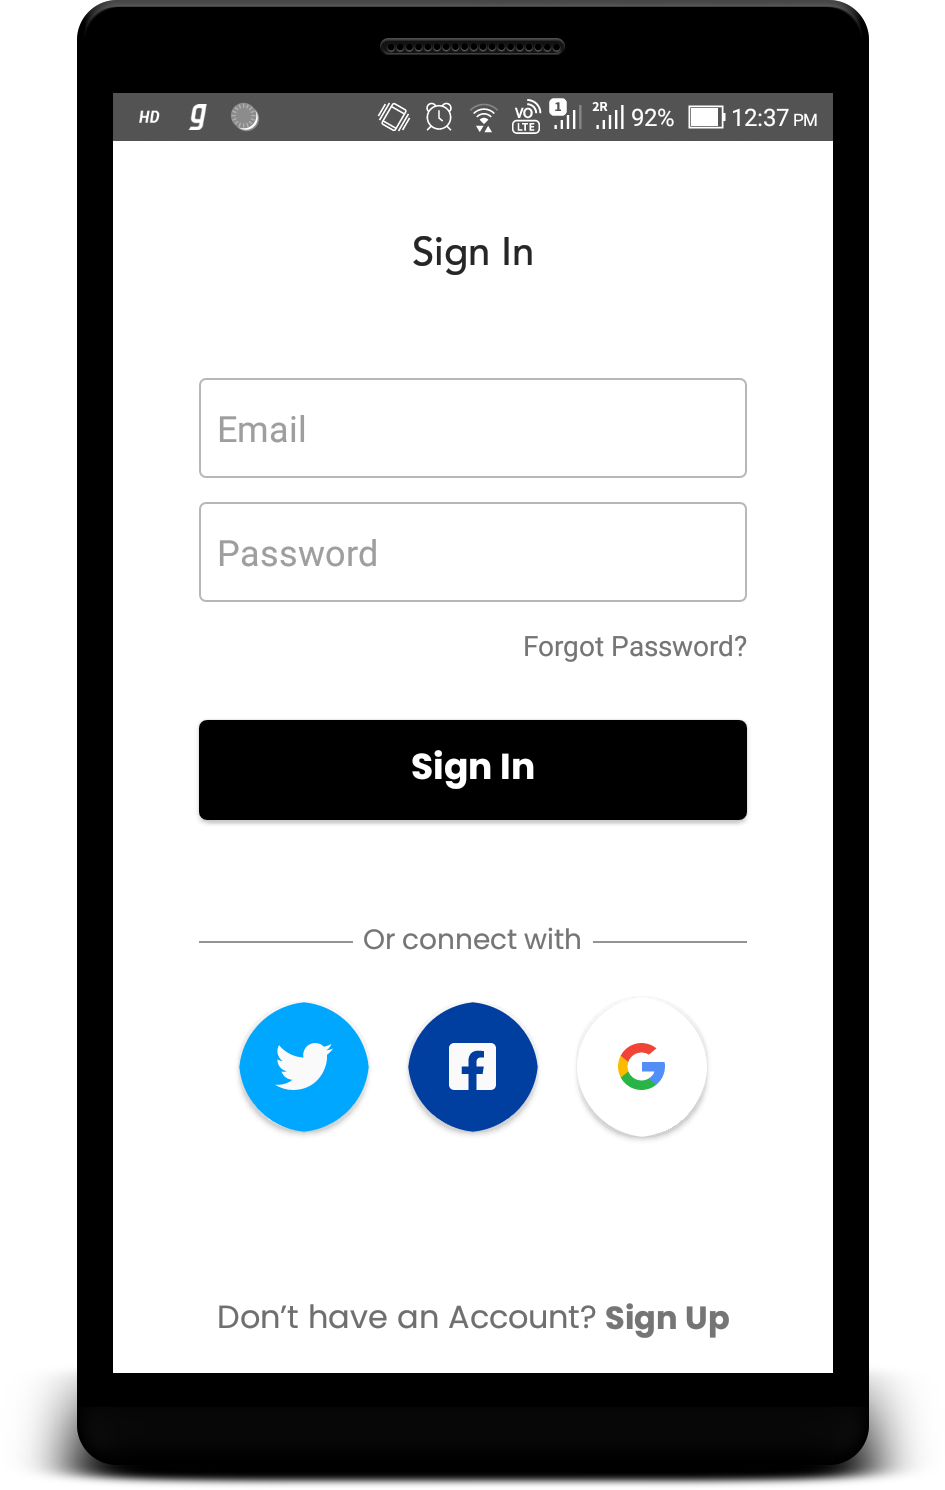 HD g VO LTE 1 2R 92% 12:37 PM
Sign In
Email
Password
Forgot Password?
Sign In
Or connect with
Don’t have an Account? Sign Up